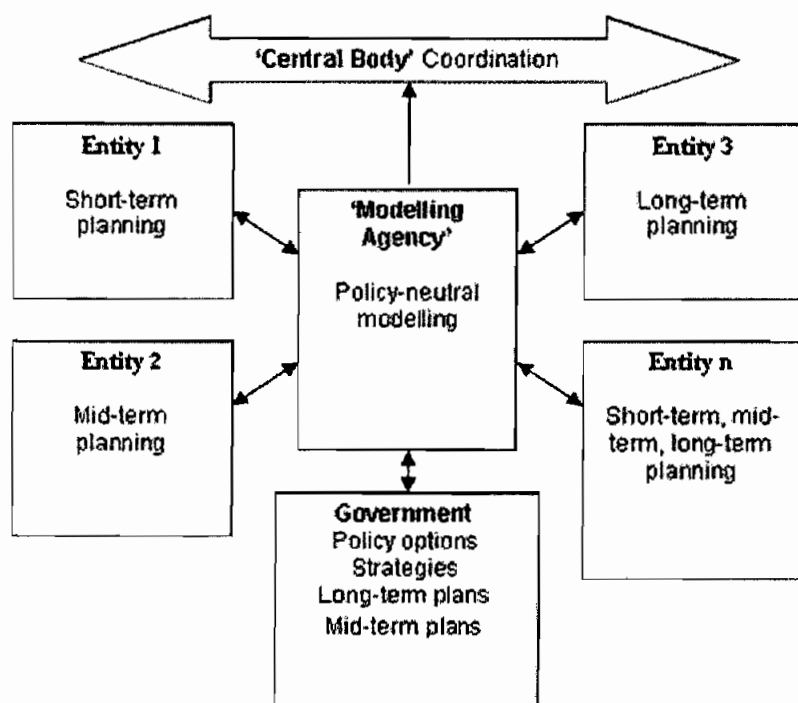 'Central Body' Coordination
Entity 1
Short-term
planning
Entity 3
Long-term
planning
'Modelling
Agency'
Policy-neutral
modelling
Entity 2
Mid-term
planning
Entity n
Short-term, mid-
term, long-term
planning
Government
Policy options
Strategies
Long-term plans
Mid-term plans